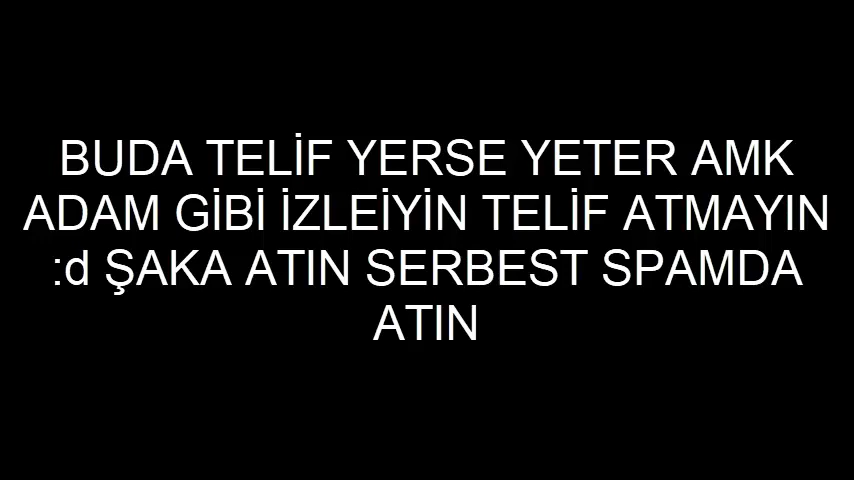 BUDA TELİF YERSE YETER AMK
ADAM GİBİ İZLEİYİN TELİF ATMAYIN
:d ŞAKA ATIN SERBEST SPAMDA
ATIN